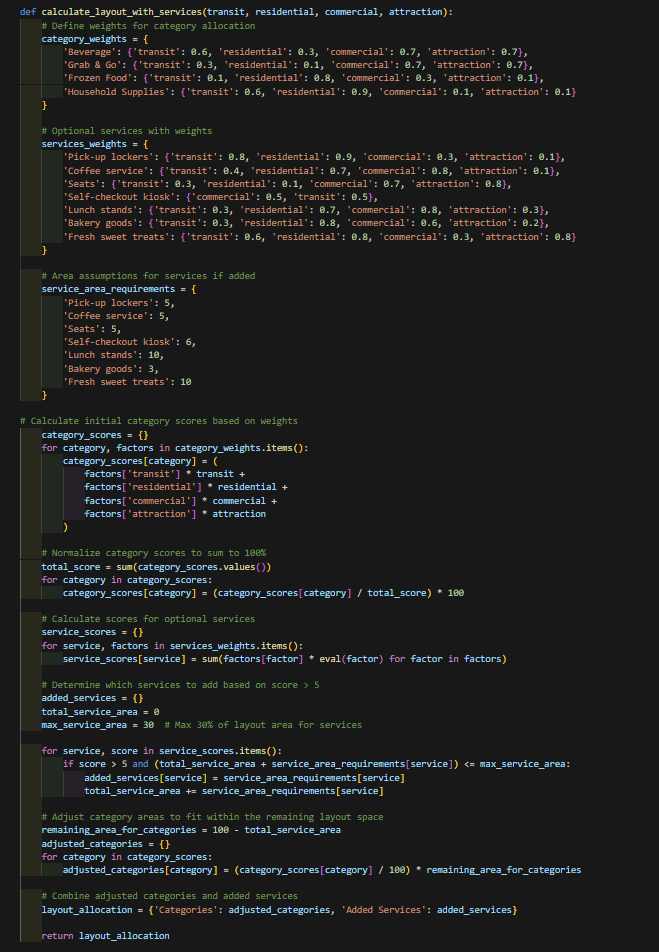 def calculate_layout_with_services(transit, residential, commercial, attraction):
    # Define weights for category allocation
    category_weights = {
        'Beverage': {'transit': 0.6, 'residential': 0.3, 'commercial': 0.7, 'attraction': 0.7},
        'Grab & Go': {'transit': 0.3, 'residential': 0.1, 'commercial': 0.7, 'attraction': 0.7},
        'Frozen Food': {'transit': 0.1, 'residential': 0.8, 'commercial': 0.3, 'attraction': 0.1},
        'Household Supplies': {'transit': 0.6, 'residential': 0.9, 'commercial': 0.1, 'attraction': 0.1}
    }

    # Optional services with weights
    services_weights = {
        'Pick-up lockers': {'transit': 0.8, 'residential': 0.9, 'commercial': 0.3, 'attraction': 0.1},
        'Coffee service': {'transit': 0.4, 'residential': 0.7, 'commercial': 0.8, 'attraction': 0.1},
        'Seats': {'transit': 0.3, 'residential': 0.1, 'commercial': 0.7, 'attraction': 0.8},
        'Self-checkout kiosk': {'commercial': 0.5, 'transit': 0.5},
        'Lunch stands': {'transit': 0.3, 'residential': 0.7, 'commercial': 0.8, 'attraction': 0.3},
        'Bakery goods': {'transit': 0.3, 'residential': 0.8, 'commercial': 0.6, 'attraction': 0.2},
        'Fresh sweet treats': {'transit': 0.6, 'residential': 0.8, 'commercial': 0.3, 'attraction': 0.8}
    }

    # Area assumptions for services if added
    service_area_requirements = {
        'Pick-up lockers': 5,
        'Coffee service': 5,
        'Seats': 5,
        'Self-checkout kiosk': 6,
        'Lunch stands': 10,
        'Bakery goods': 3,
        'Fresh sweet treats': 10
    }

# Calculate initial category scores based on weights
    category_scores = {}
    for category, factors in category_weights.items():
        category_scores[category] = (
            factors['transit'] * transit +
            factors['residential'] * residential +
            factors['commercial'] * commercial +
            factors['attraction'] * attraction
        )

    # Normalize category scores to sum to 100%
    total_score = sum(category_scores.values())
    for category in category_scores:
        category_scores[category] = (category_scores[category] / total_score) * 100

    # Calculate scores for optional services
    service_scores = {}
    for service, factors in services_weights.items():
        service_scores[service] = sum(factors[factor] * eval(factor) for factor in factors)

    # Determine which services to add based on score > 5
    added_services = {}
    total_service_area = 0
    max_service_area = 30  # Max 30% of layout area for services

    for service, score in service_scores.items():
        if score > 5 and (total_service_area + service_area_requirements[service]) <= max_service_area:
            added_services[service] = service_area_requirements[service]
            total_service_area += service_area_requirements[service]

    # Adjust category areas to fit within the remaining layout space
    remaining_area_for_categories = 100 - total_service_area
    adjusted_categories = {}
    for category in category_scores:
        adjusted_categories[category] = (category_scores[category] / 100) * remaining_area_for_categories

    # Combine adjusted categories and added services
    layout_allocation = {'Categories': adjusted_categories, 'Added Services': added_services}

    return layout_allocation